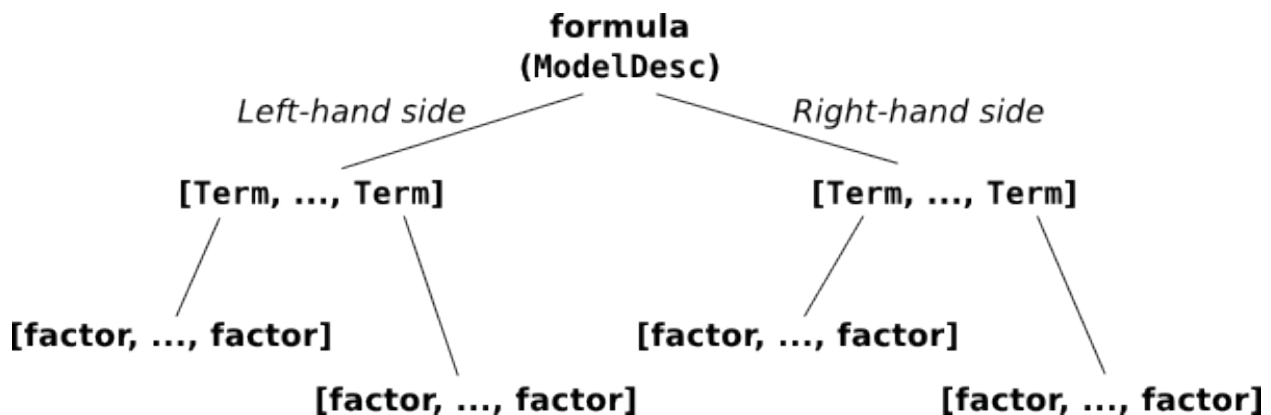 formula
(ModelDesc)
Left-hand side
Right-hand side
[Term, ..., Term]
[Term, ..., Term]
[factor, ..., factor]
[factor, ..., factor]
[factor, ..., factor]
[factor, ..., factor]